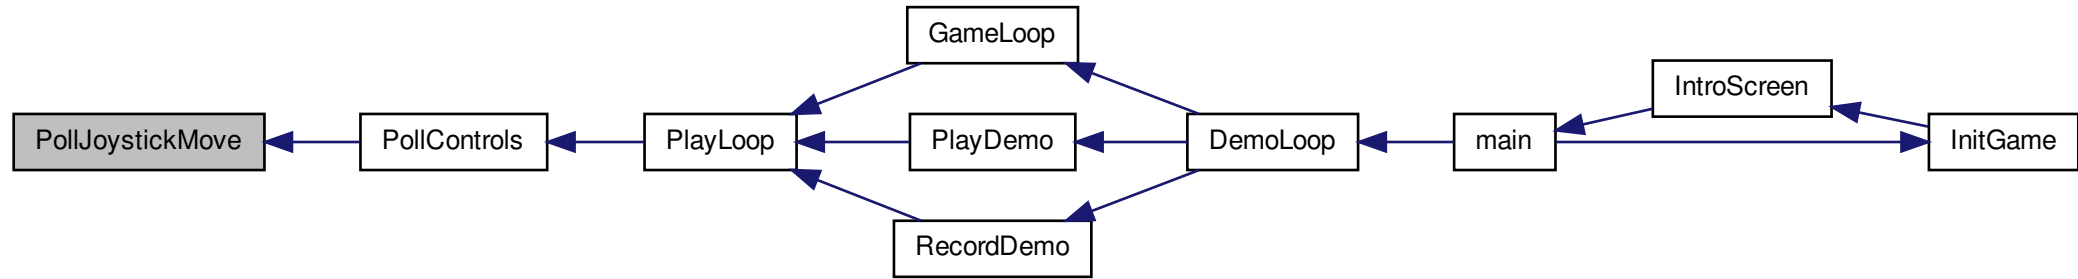 GameLoop
IntroScreen
PollJoystickMove
PollControls
PlayLoop
PlayDemo
DemoLoop
main
InitGame
RecordDemo